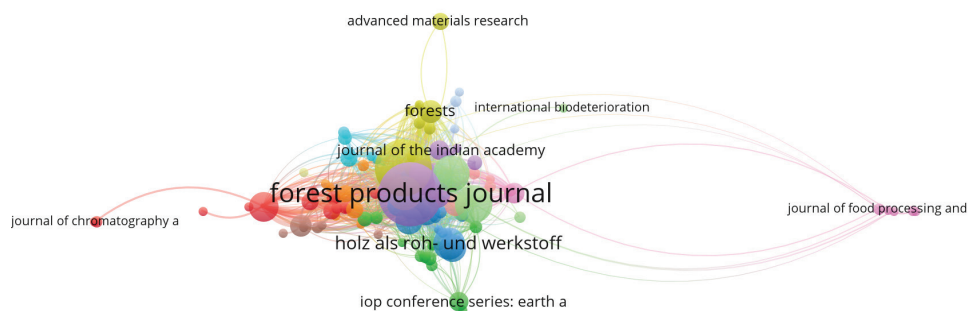 advanced materials research
forests
international biodeterioration
journal of the indian academy
forest products journal
journal of chromatography a
journal of food processing and
holz als roh- und werkstoff
iop conference series: earth a